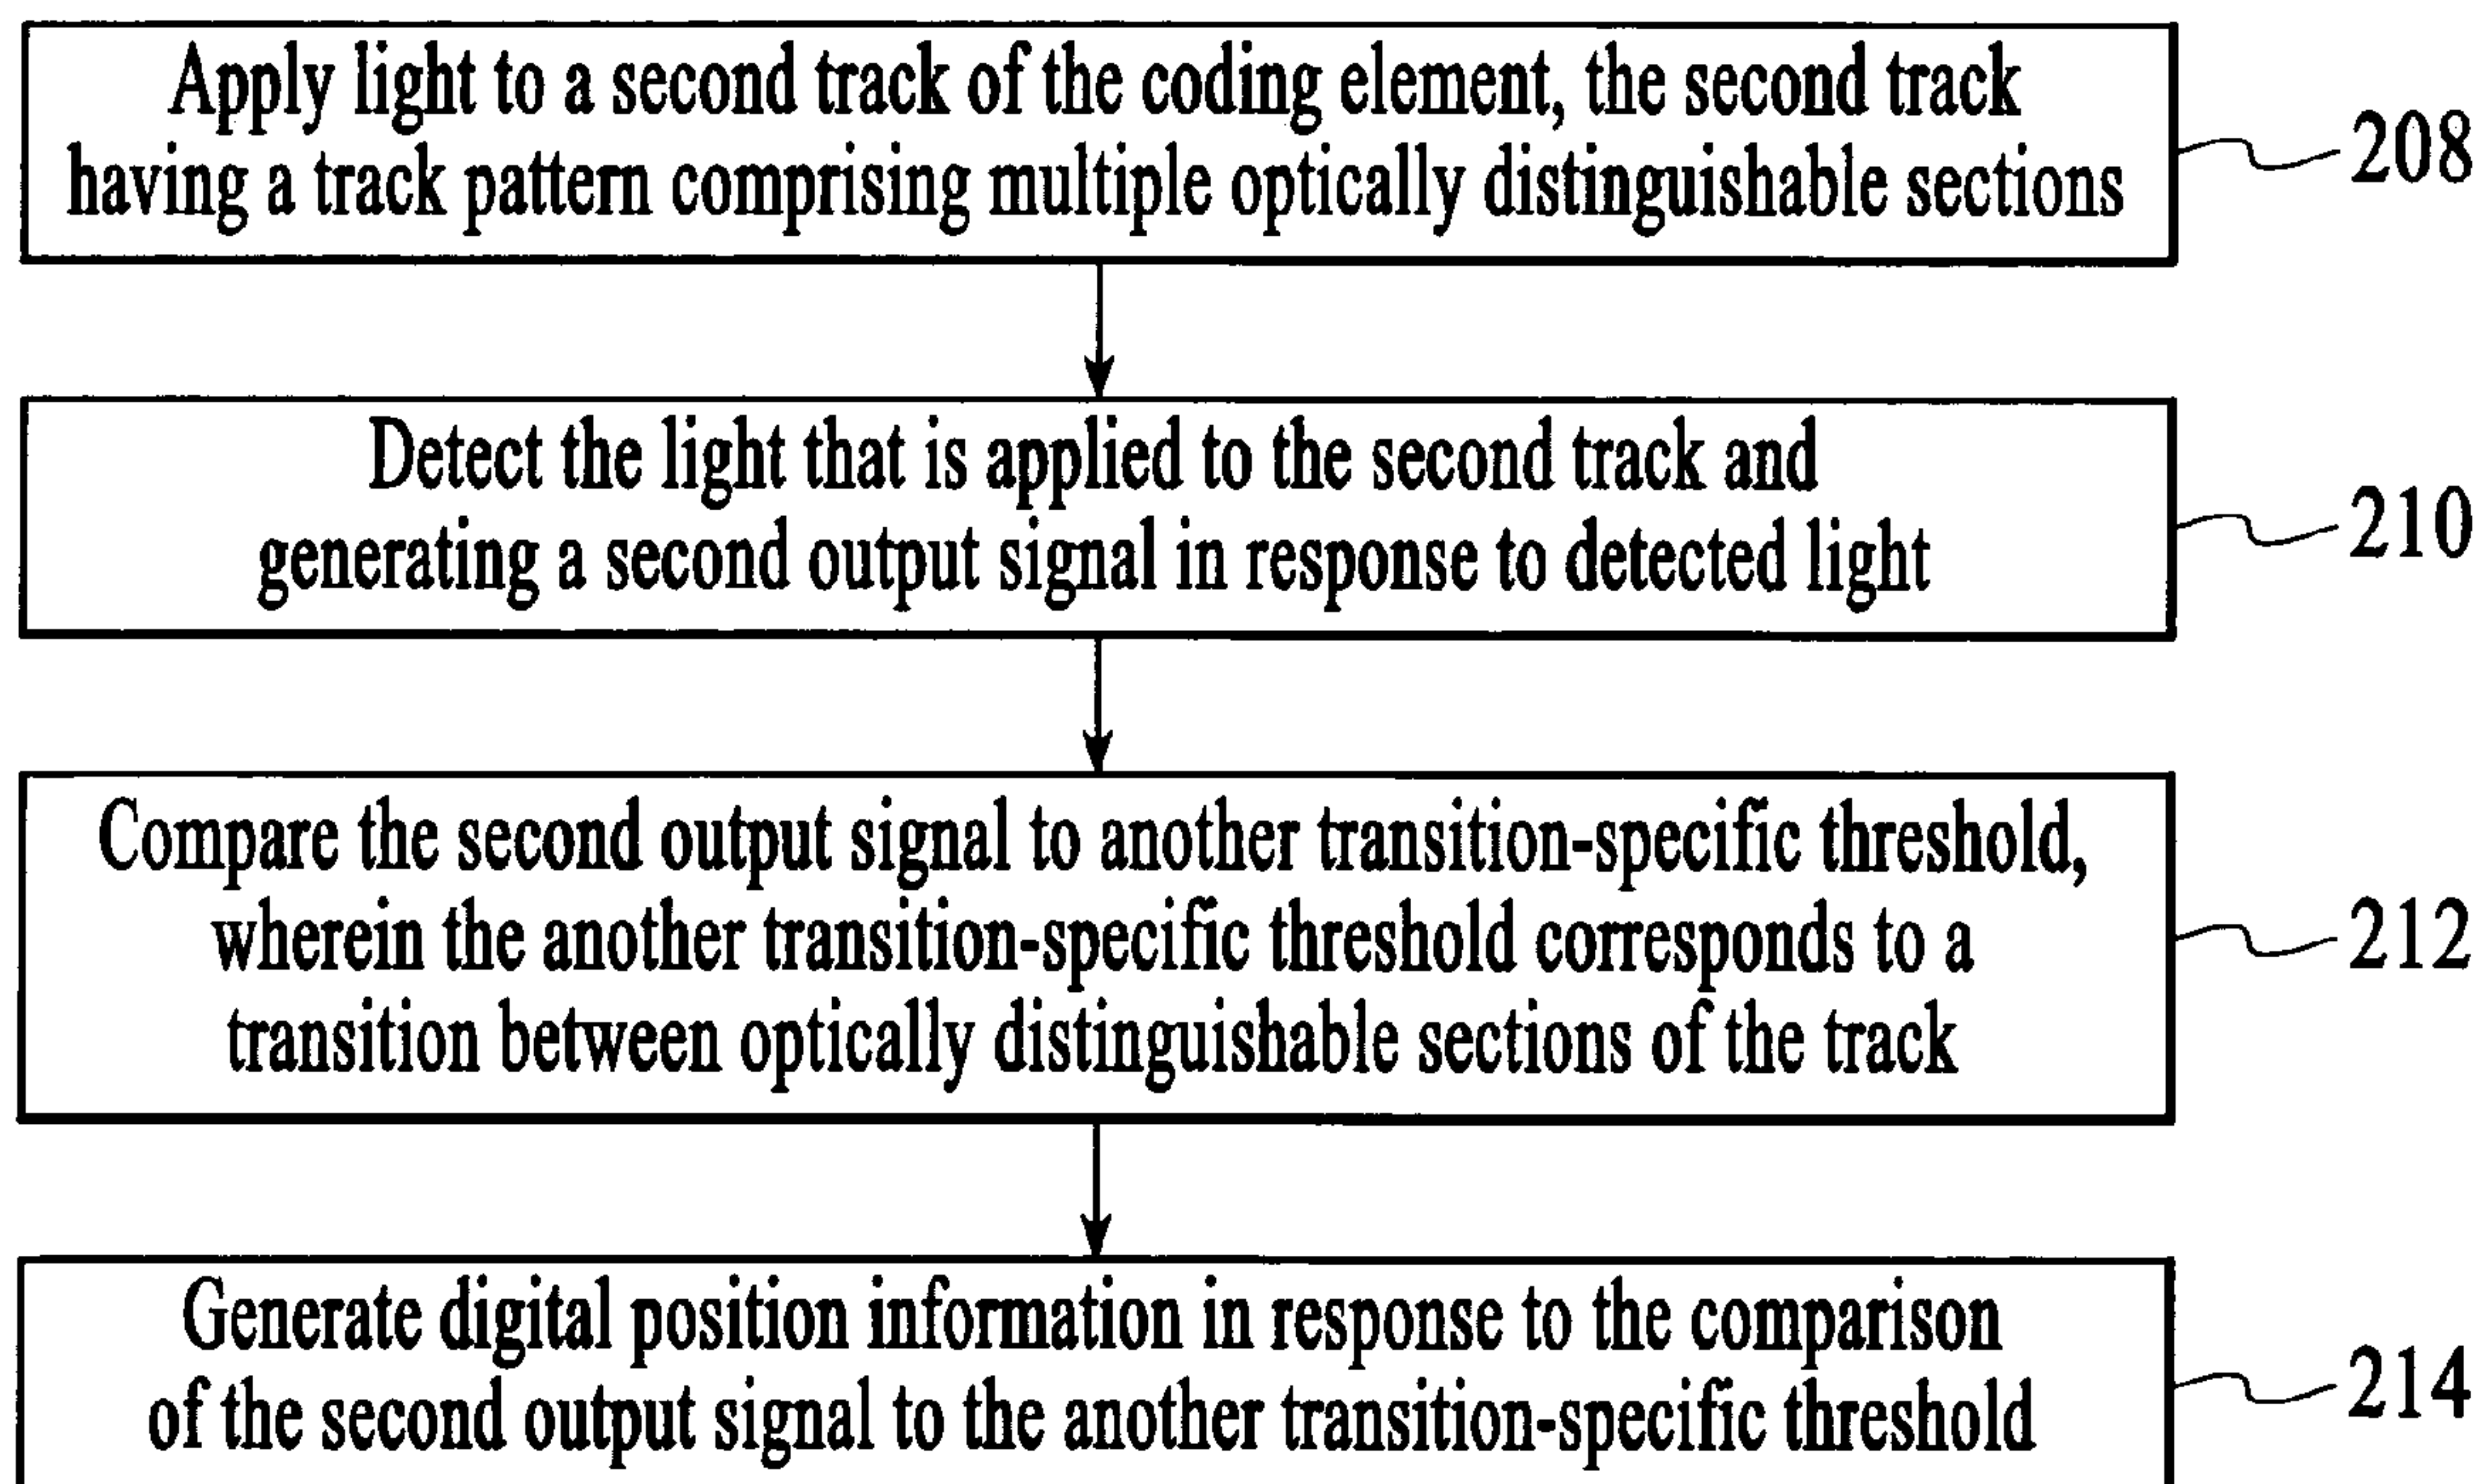 Apply light to a second track of the coding element, the second track
having a track pattern comprising multiple optically distinguishable sections
208
Detect the light that is applied to the second track and
generating a second output signal in response to detected light
210
Compare the second output signal to another transition-specific threshold,
wherein the another transition-specific threshold corresponds to a
transition between optically distinguishable sections of the track
212
Generate digital position information in response to the comparison
of the second output signal to the another transition-specific threshold
214